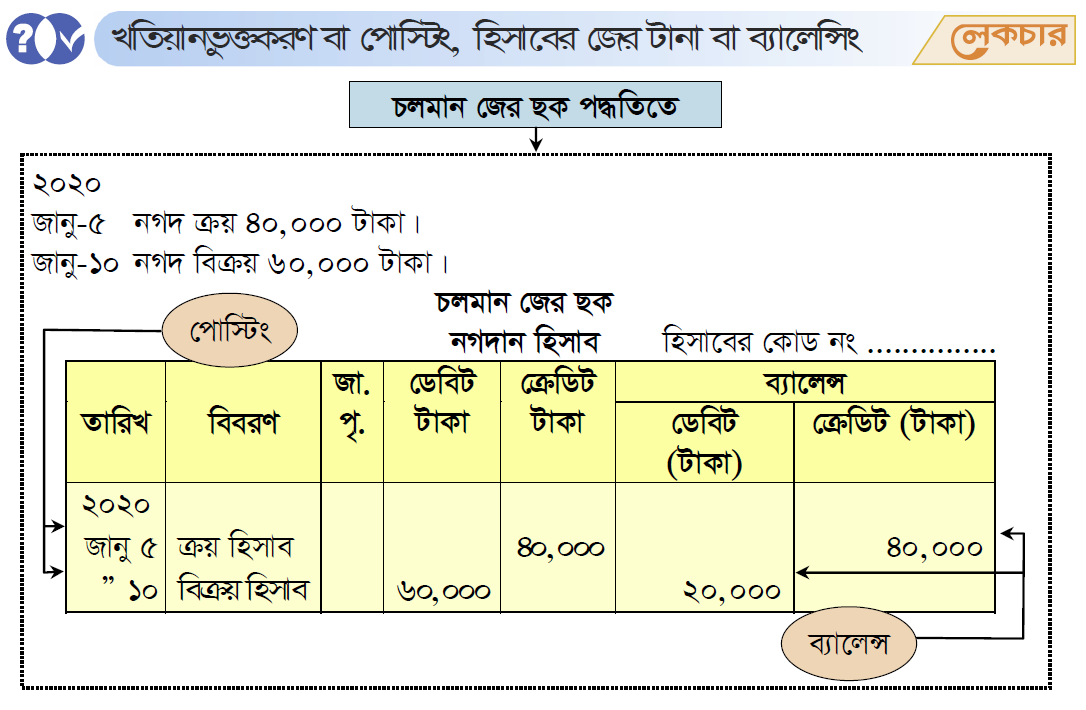 খতিয়ানভুক্তকরণ বা পোস্টিং, হিসাবের জের টানা বা ব্যালেন্সিং
লেকচার
চলমান জের ছক পদ্ধতিতে
২০২০
জানু-৫ নগদ ক্রয় ৪০,০০০ টাকা।
জানু-১০ নগদ বিক্রয় ৬০,০০০ টাকা।
চলমান জের ছক
পোস্টিং
নগদান হিসাব হিসাবের কোড নং ...............
তারিখ বিবরণ জা. পৃ. ডেবিট টাকা ক্রেডিট টাকা ব্যালেন্স
ডেবিট (টাকা) ক্রেডিট (টাকা)
২০২০
জানু ৫ ক্রয় হিসাব ৪০,০০০ ৪০,০০০
” ১০ বিক্রয় হিসাব ৬০,০০০ ২০,০০০
ব্যালেন্স